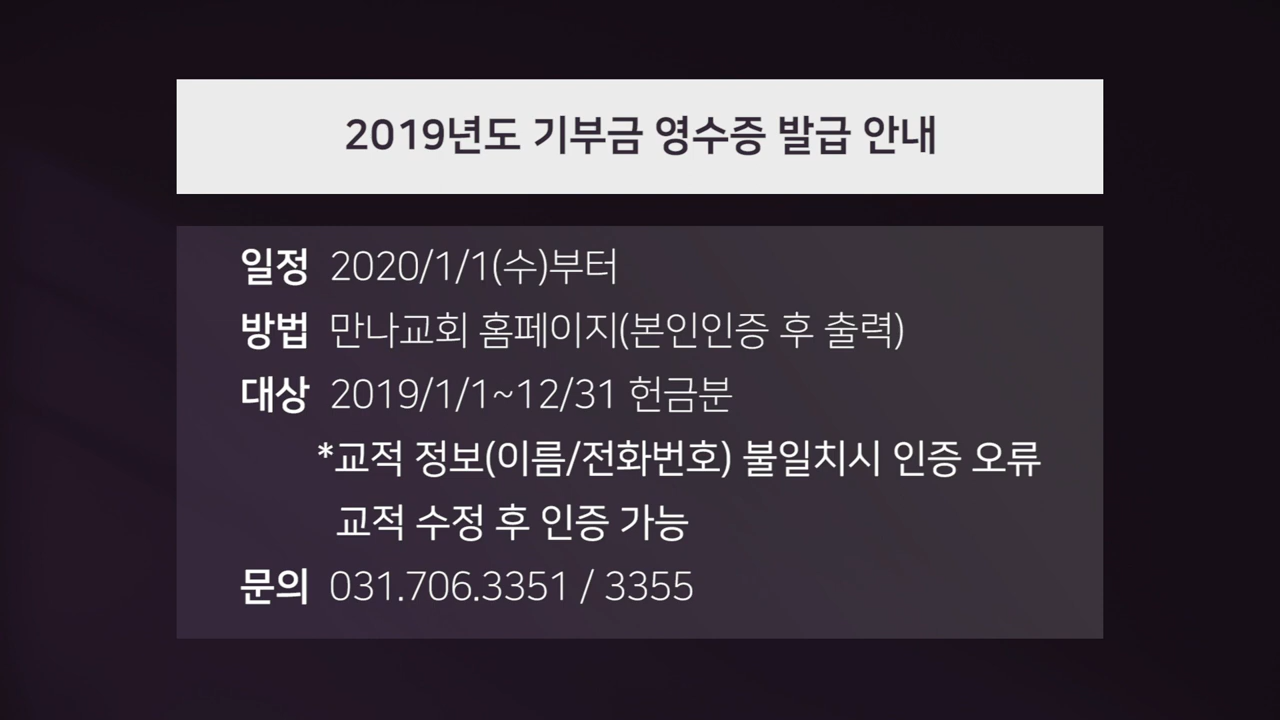 2019년도 기부금 영수증 발급 안내
일정 2020/1/1(수)부터
방법 만나교회 홈페이지(본인인증 후 출력)
대상 2019/1/1~12/31 헌금분
*교적 정보(이름/전화번호) 불일치시 인증 오류
교적 수정 후 인증 가능
문의 031.706.3351 / 3355